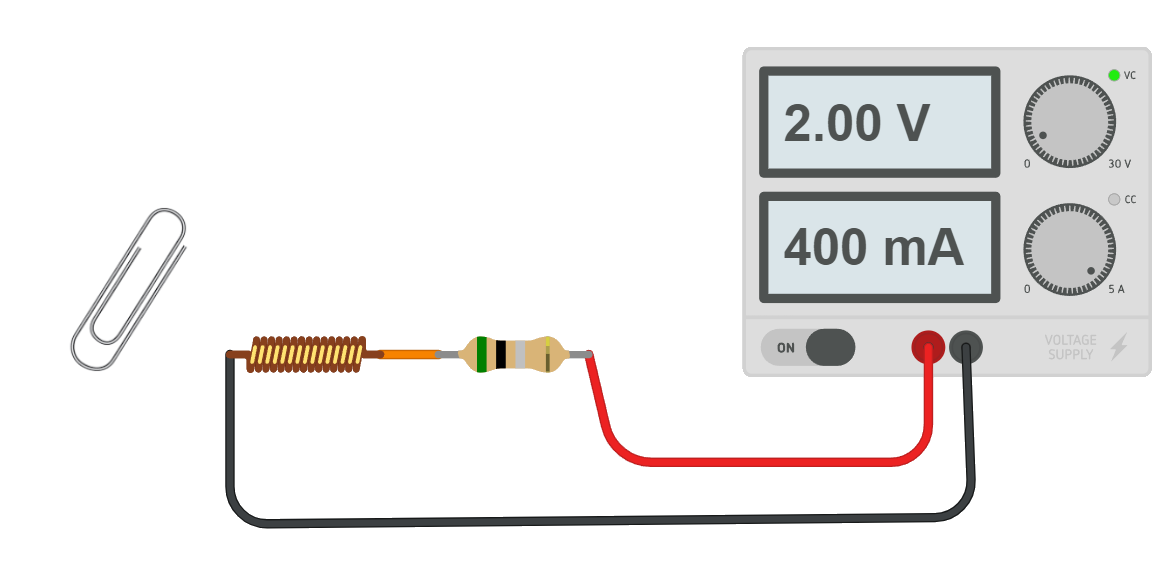 2.00 V
VC
0
30 V
400 mA
CC
0
5 A
ON
VOLTAGE
SUPPLY